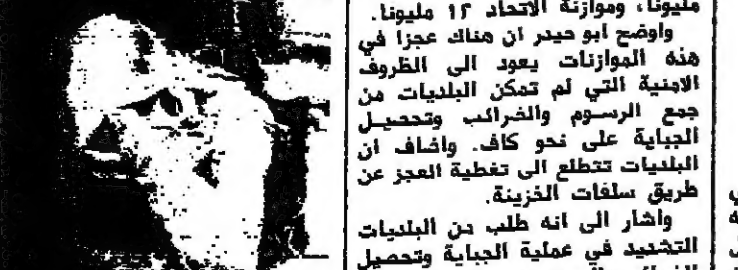 مليونا، وموازنة الاتحاد ١٢ مليونا.
واوضح ابو حيدر ان هناك عجزا في
هذه الموازنات يعود الى الظروف
الامنية التي لم تمكن البلديات من
جمع الرسوم والضرائب وتحصيل
الجباية على نحو كاف. واضاف ان
البلديات تتطلع الى تغطية العجز عن
طريق سلفات الخزينة.
واشار الى انه طلب من البلديات
التشديد في عملية الجباية وتحصيل